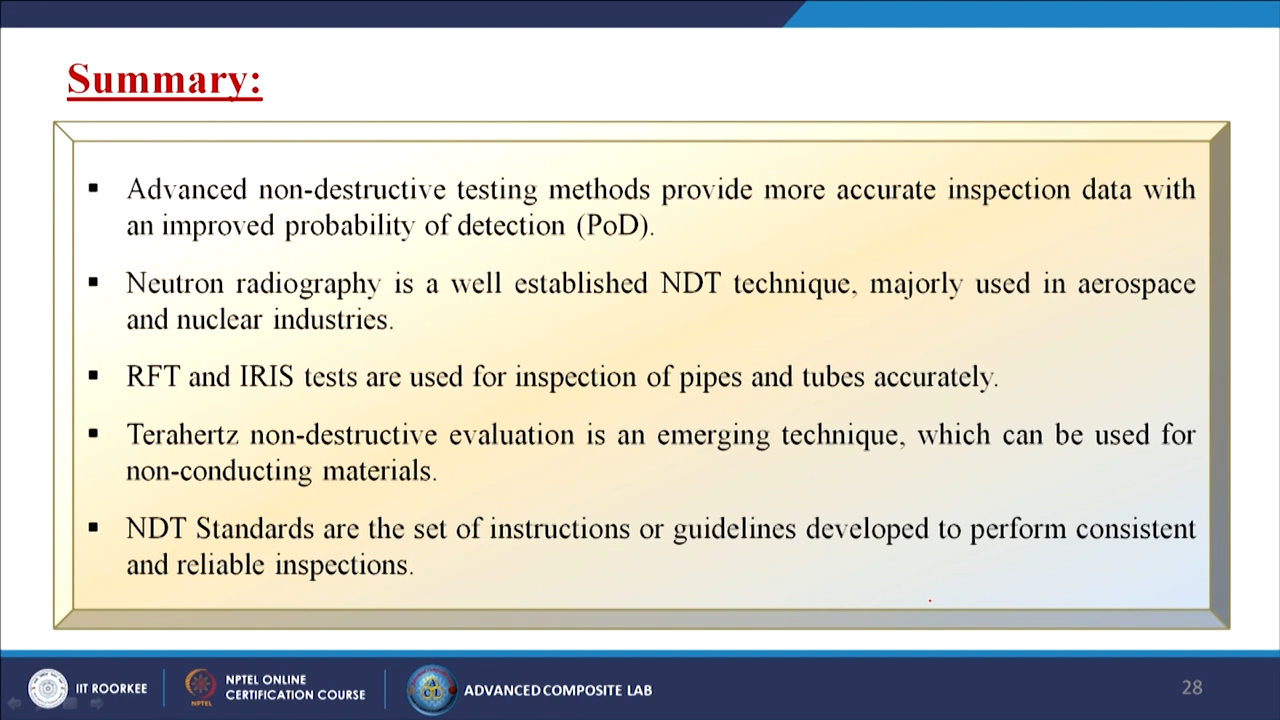 Summary:
▪ Advanced non-destructive testing methods provide more accurate inspection data with
an improved probability of detection (PoD).
▪ Neutron radiography is a well established NDT technique, majorly used in aerospace
and nuclear industries.
▪ RFT and IRIS tests are used for inspection of pipes and tubes accurately.
▪ Terahertz non-destructive evaluation is an emerging technique, which can be used for
non-conducting materials.
▪ NDT Standards are the set of instructions or guidelines developed to perform consistent
and reliable inspections.
IIT ROORKEE
NPTEL
NPTEL ONLINE
CERTIFICATION COURSE
ADVANCED COMPOSITE LAB
28